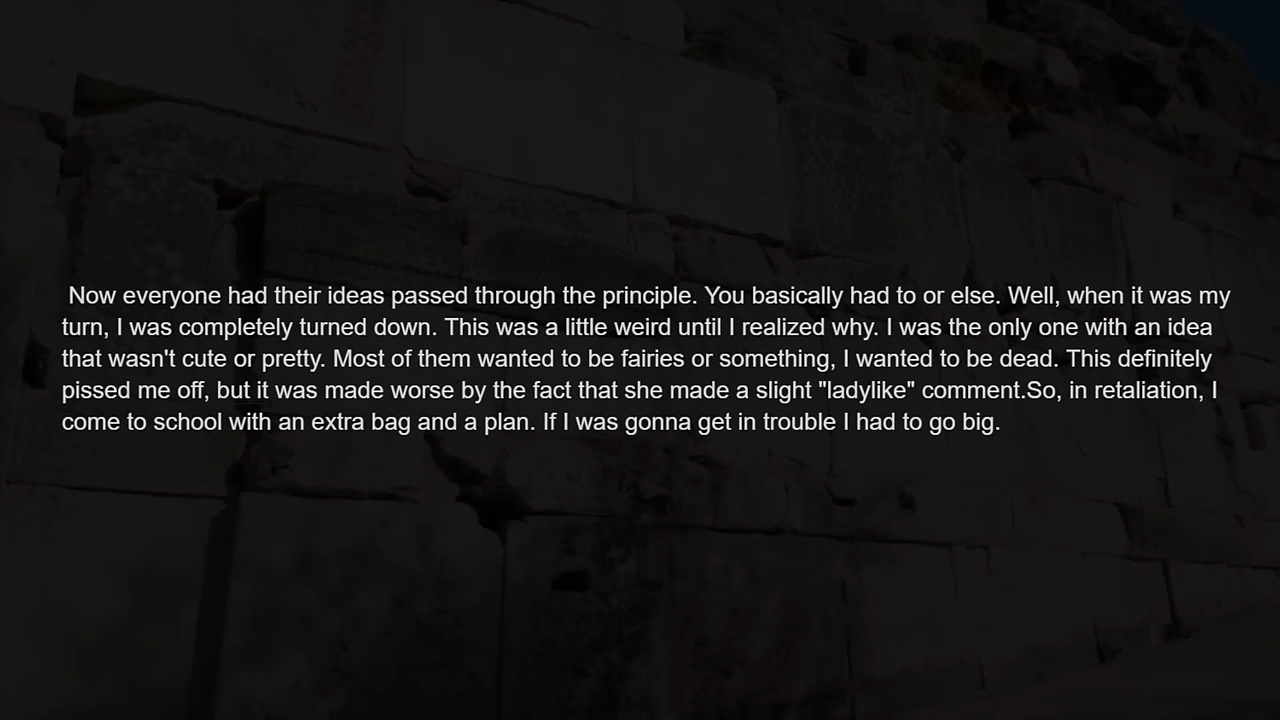 Now everyone had their ideas passed through the principle. You basically had to or else. Well, when it was my
turn, I was completely turned down. This was a little weird until I realized why. I was the only one with an idea
that wasn't cute or pretty. Most of them wanted to be fairies or something, I wanted to be dead. This definitely
pissed me off, but it was made worse by the fact that she made a slight "ladylike" comment.So, in retaliation, I
come to school with an extra bag and a plan. If I was gonna get in trouble I had to go big.